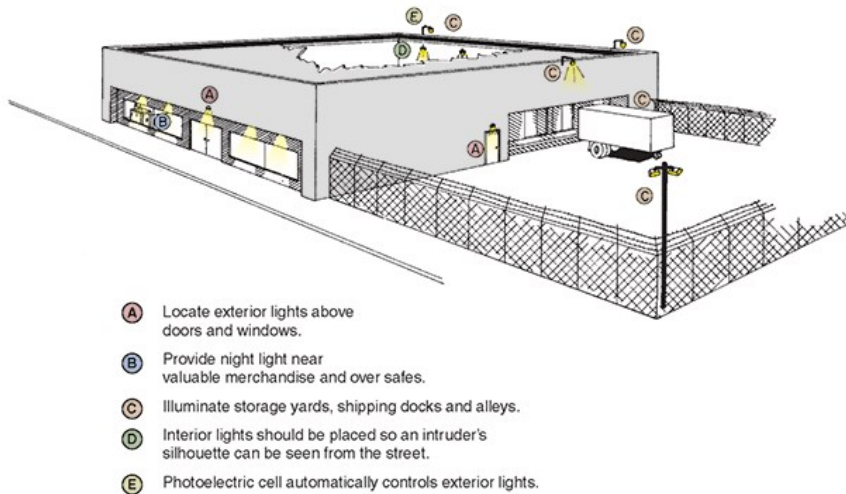 E
C
C
D
C
A
C
B
A
C
A Locate exterior lights above
doors and windows.
B Provide night light near
valuable merchandise and over safes.
C Illuminate storage yards, shipping docks and alleys.
D Interior lights should be placed so an intruder's
silhouette can be seen from the street.
E Photoelectric cell automatically controls exterior lights.